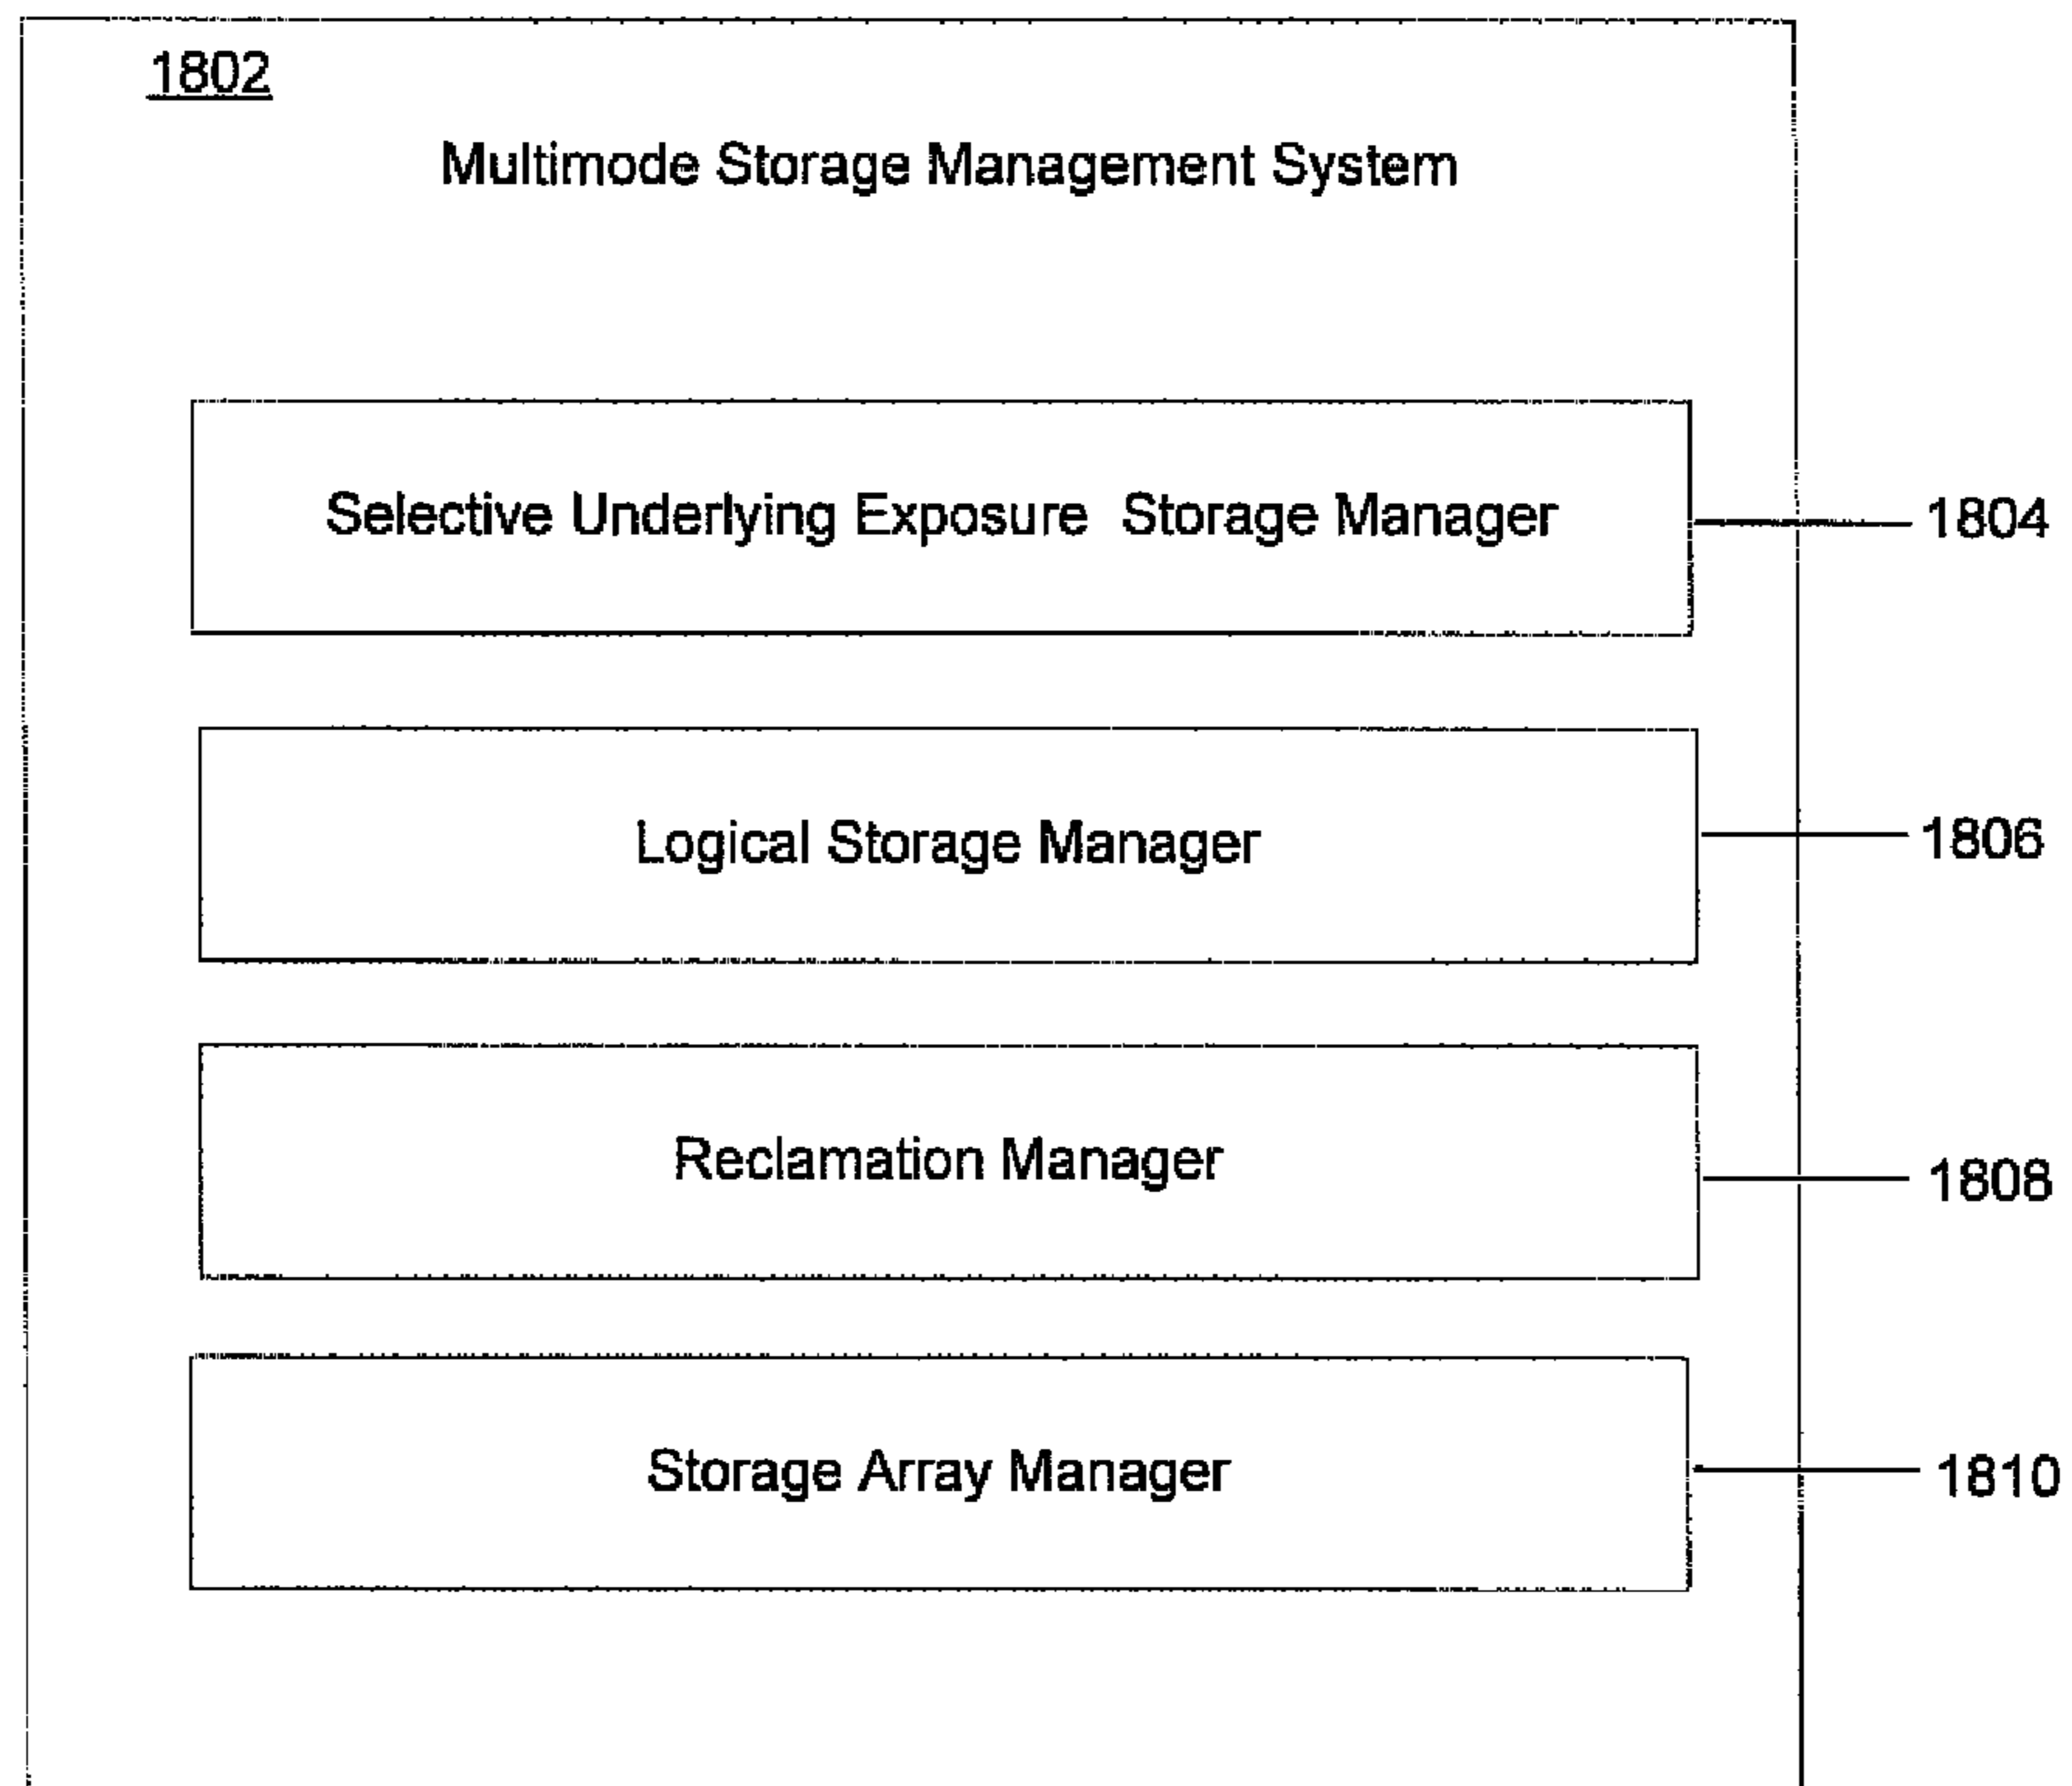 1802
Multimode Storage Management System
Selective Underlying Exposure Storage Manager
1804
Logical Storage Manager
1806
Reclamation Manager
1808
Storage Array Manager
1810